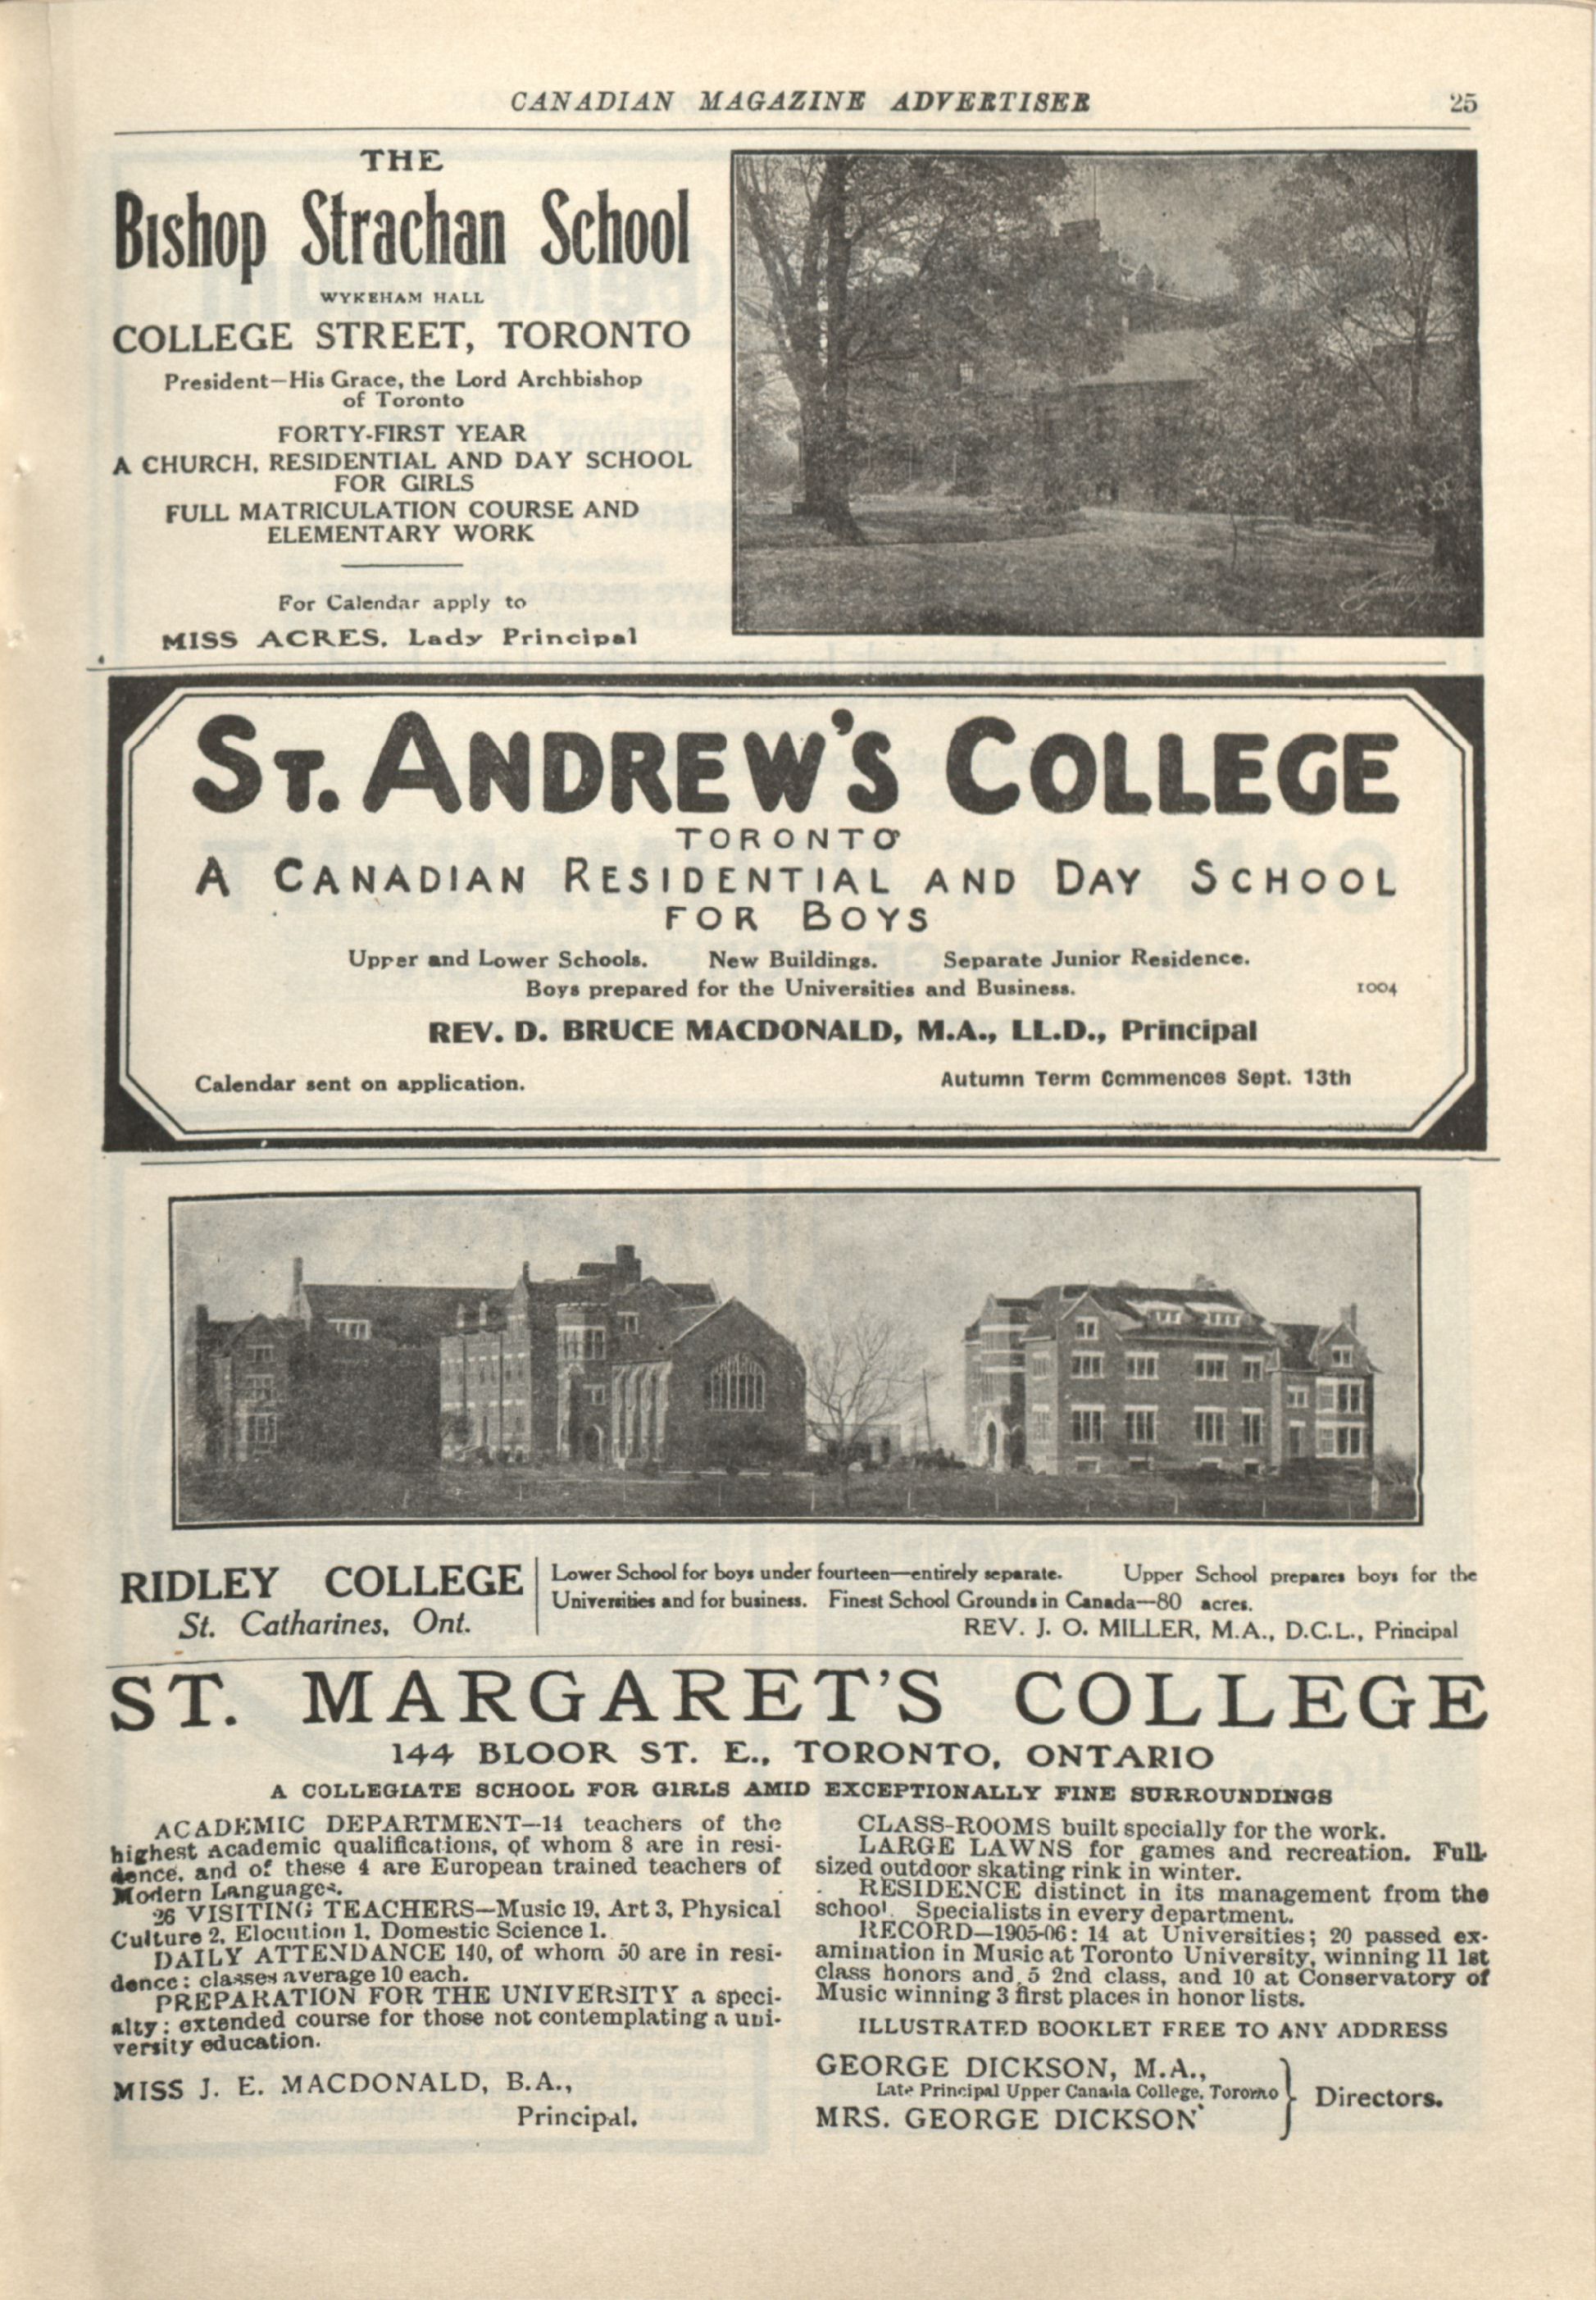 CANADIAN MAGAZINE ADVERTISER 25
THE
Bishop Strachan School
WYKEHAM HALL
COLLEGE STREET, TORONTO
President—His Grace, the Lord Archbishop
of Toronto
FORTY-FIRST YEAR
A CHURCH, RESIDENTIAL AND DAY SCHOOL
FOR GIRLS
FULL MATRICULATION COURSE AND
ELEMENTARY WORK
For Calendar apply to
MISS ACRES, Lady Principal
ST. ANDREW'S COLLEGE
TORONTO
A CANADIAN RESIDENTIAL AND DAY SCHOOL
FOR BOYS
Upper and Lower Schools. New Buildings. Separate Junior Residence.
Boys prepared for the Universities and Business. 1004
REV. D. BRUCE MACDONALD, M.A., LL.D., Principal
Calendar sent on application. Autumn Term Commences Sept. 13th
RIDLEY COLLEGE
St. Catharines, Ont.
Lower School for boys under fourteen—entirely separate. Upper School prepares boys for the
Universities and for business. Finest School Grounds in Canada—80 acres.
REV. J. O. MILLER, M.A., D.C.L., Principal
ST. MARGARET'S COLLEGE
144 BLOOR ST. E., TORONTO, ONTARIO
A COLLEGIATE SCHOOL FOR GIRLS AMID EXCEPTIONALLY FINE SURROUNDINGS
ACADEMIC DEPARTMENT—14 teachers of the
highest Academic qualifications, of whom 8 are in resi-
dence, and of these 4 are European trained teachers of
Modern Languages.
26 VISITING TEACHERS—Music 19, Art 3, Physical
Culture 2, Elocution 1, Domestic Science 1.
DAILY ATTENDANCE 140, of whom 50 are in resi-
dence; classes average 10 each.
PREPARATION FOR THE UNIVERSITY a speci-
alty; extended course for those not contemplating a uni-
versity education.
MISS J. E. MACDONALD, B.A.,
Principal.
CLASS-ROOMS built specially for the work.
LARGE LAWNS for games and recreation. Full-
sized outdoor skating rink in winter.
RESIDENCE distinct in its management from the
school. Specialists in every department.
RECORD—1905-06: 14 at Universities; 20 passed ex-
amination in Music at Toronto University, winning 11 1st
class honors and 5 2nd class, and 10 at Conservatory of
Music winning 3 first places in honor lists.
ILLUSTRATED BOOKLET FREE TO ANY ADDRESS
GEORGE DICKSON, M.A.,
Late Principal Upper Canada College, Toronto
MRS. GEORGE DICKSON
Directors.